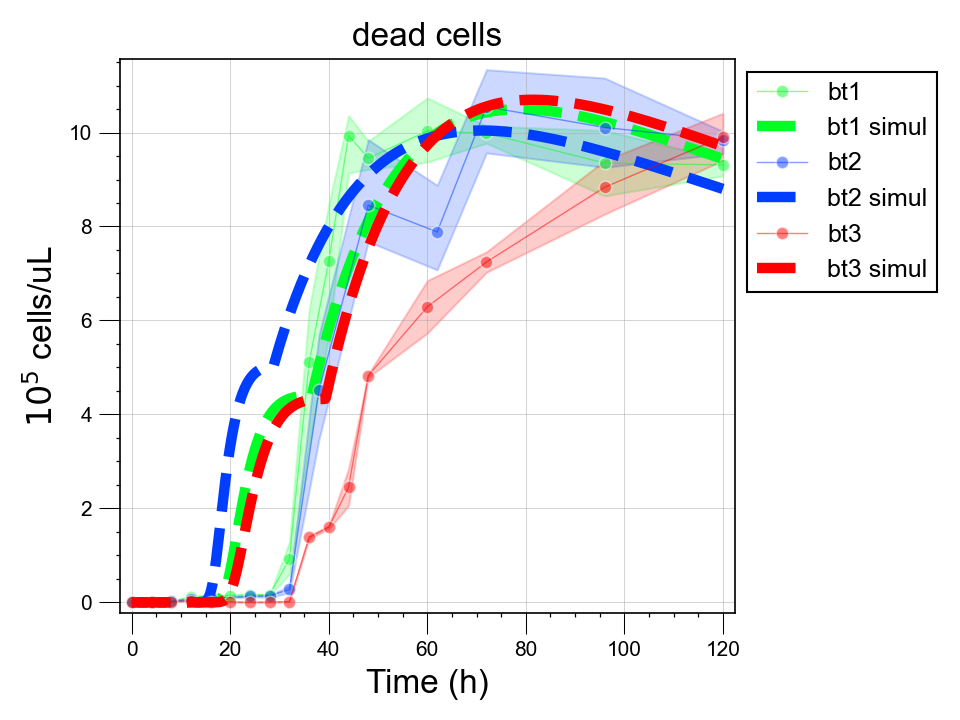 dead cells
10⁵ cells/uL
10
8
6
4
2
0
0 20 40 60 80 100 120
Time (h)
bt1
bt1 simul
bt2
bt2 simul
bt3
bt3 simul